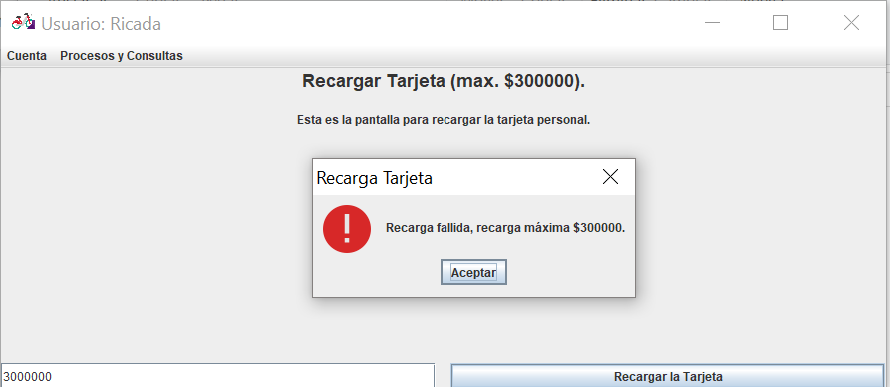 Usuario: Ricada
Cuenta Procesos y Consultas
Recargar Tarjeta (max. $300000).
Esta es la pantalla para recargar la tarjeta personal.
Recarga Tarjeta
Recarga fallida, recarga máxima $300000.
Aceptar
3000000
Recargar la Tarjeta